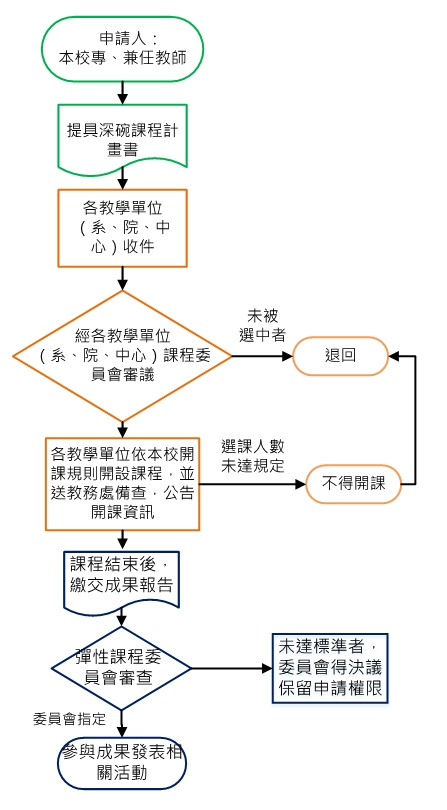 申請人：
本校專、兼任教師
提具深碗課程計
畫書
各教學單位
（系、院、中
心）收件
經各教學單位
（系、院、中心）課程委
員會審議
未被
選中者
退回
各教學單位依本校開
課規則開設課程，並
送教務處備查，公告
開課資訊
選課人數
未達規定
不得開課
課程結束後，
繳交成果報告
彈性課程委
員會審查
未達標準者，
委員會得決議
保留申請權限
委員會指定
參與成果發表相
關活動